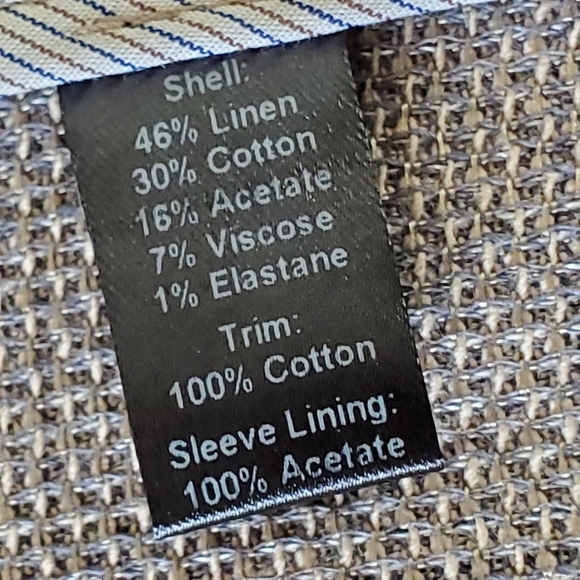 Shell:
46% Linen
30% Cotton
16% Acetate
7% Viscose
1% Elastane
Trim:
100% Cotton
Sleeve Lining:
100% Acetate